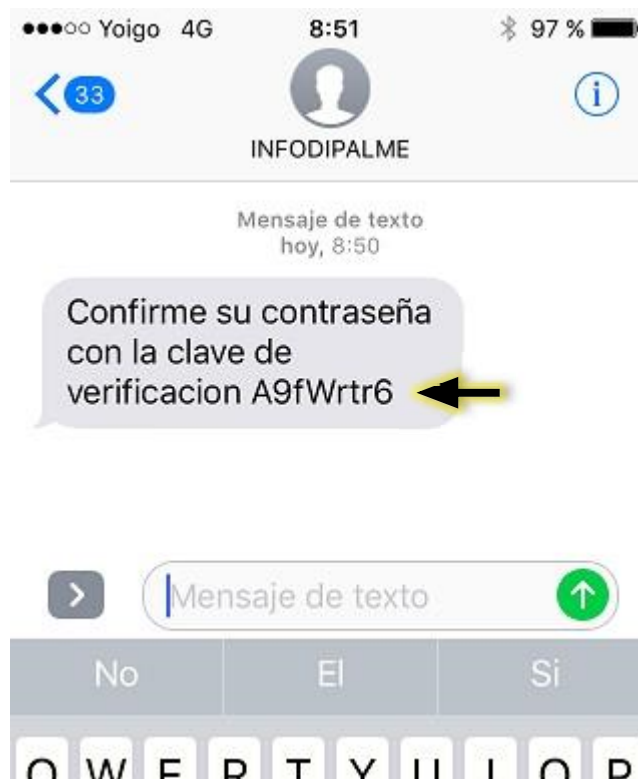 Yoigo 4G 8:51 97 %
33
i
INFODIPALME
Mensaje de texto
hoy, 8:50
Confirme su contraseña
con la clave de
verificacion A9fWrtr6
Mensaje de texto
No El Si
Q W E R T Y U I O P